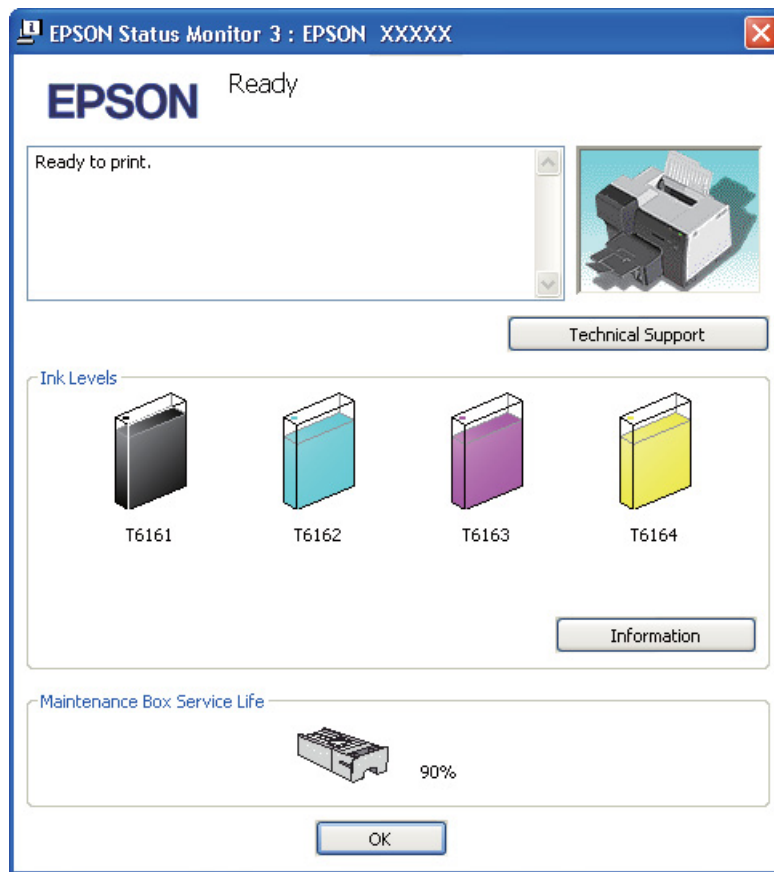 EPSON Status Monitor 3 : EPSON XXXXX
EPSON
Ready
Ready to print.
Technical Support
Ink Levels
T6161 T6162 T6163 T6164
Information
Maintenance Box Service Life
90%
OK